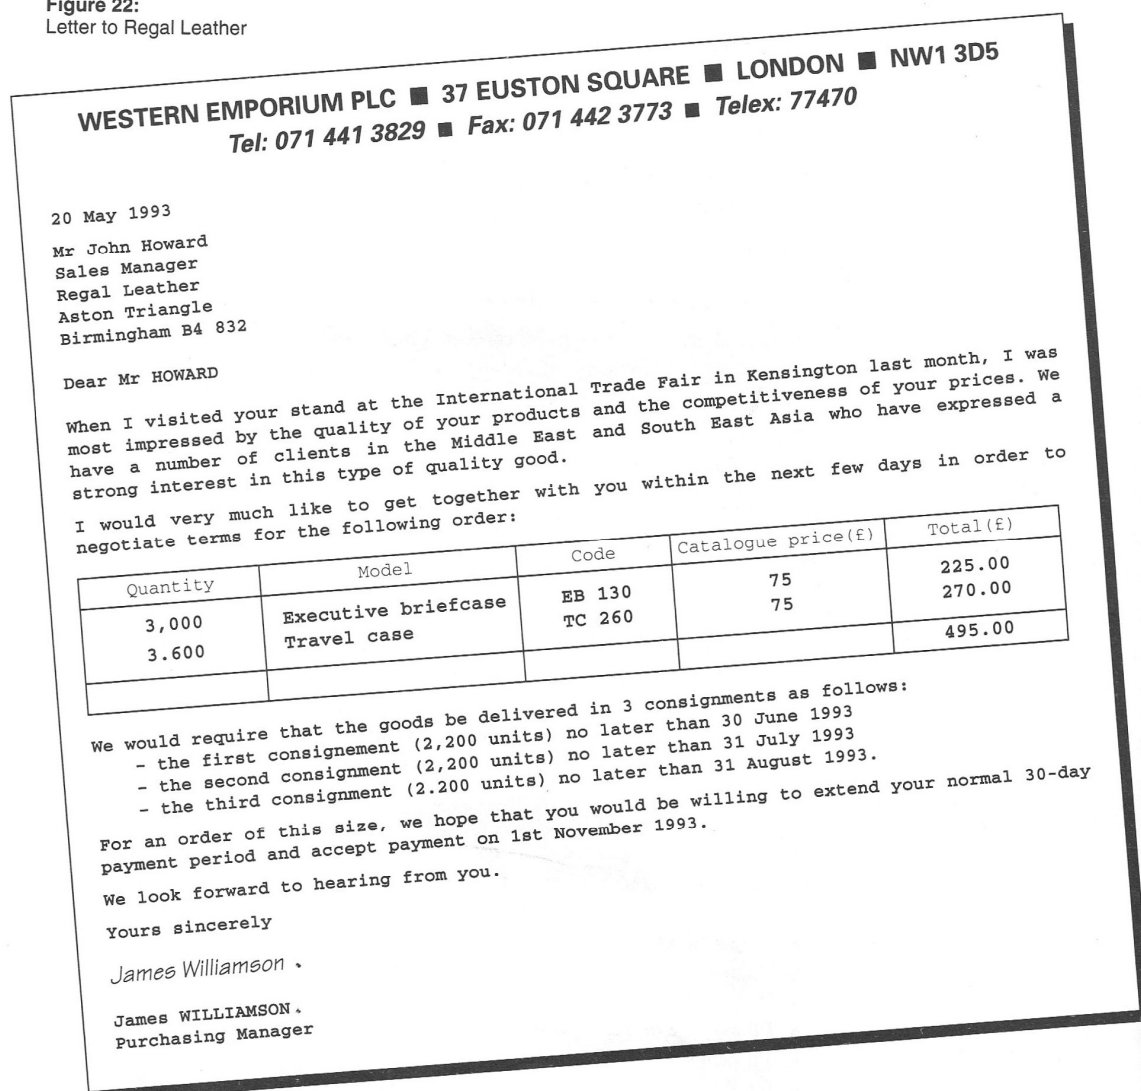 Figure 22:
Letter to Regal Leather
WESTERN EMPORIUM PLC ■ 37 EUSTON SQUARE ■ LONDON ■ NW1 3D5
Tel: 071 441 3829 ■ Fax: 071 442 3773 ■ Telex: 77470
20 May 1993
Mr John Howard
Sales Manager
Regal Leather
Aston Triangle
Birmingham B4 832
Dear Mr HOWARD
When I visited your stand at the International Trade Fair in Kensington last month, I was
most impressed by the quality of your products and the competitiveness of your prices. We
have a number of clients in the Middle East and South East Asia who have expressed a
strong interest in this type of quality good.
I would very much like to get together with you within the next few days in order to
negotiate terms for the following order:
Quantity Model Code Catalogue price(£) Total(£)
3,000 Executive briefcase EB 130 75 225.00
3.600 Travel case TC 260 75 270.00
495.00
We would require that the goods be delivered in 3 consignments as follows:
- the first consignement (2,200 units) no later than 30 June 1993
- the second consignment (2,200 units) no later than 31 July 1993
- the third consignment (2.200 units) no later than 31 August 1993.
For an order of this size, we hope that you would be willing to extend your normal 30-day
payment period and accept payment on 1st November 1993.
We look forward to hearing from you.
Yours sincerely
James Williamson .
James WILLIAMSON.
Purchasing Manager